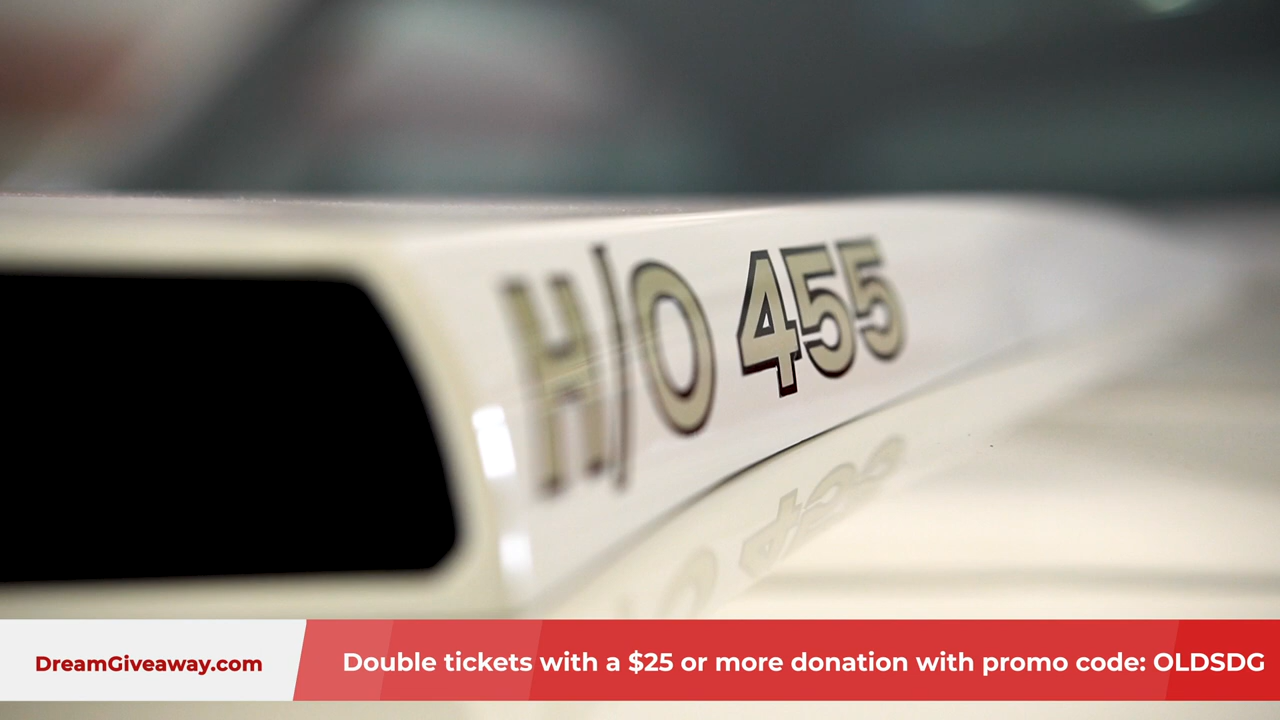 H/O 455
DreamGiveaway.com
Double tickets with a $25 or more donation with promo code: OLDSDG